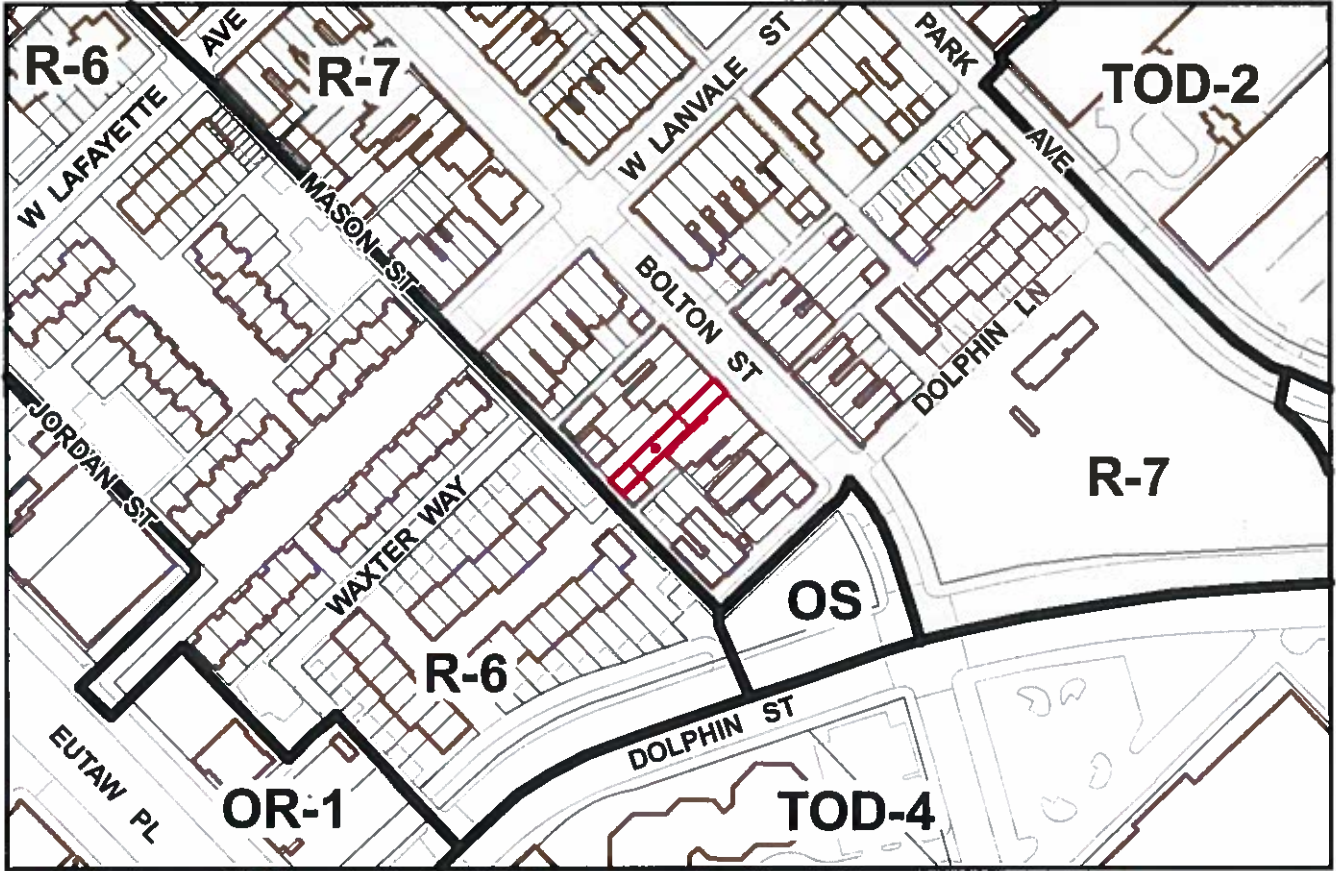 R-6
AVE
R-7
W LANVALE ST
PARK
AVE
TOD-2
W LAFAYETTE
MASON ST
BOLTON ST
DOLPHIN LN
JORDAN ST
WAXTER WAY
R-7
OS
R-6
DOLPHIN ST
EUTAW PL
OR-1
TOD-4